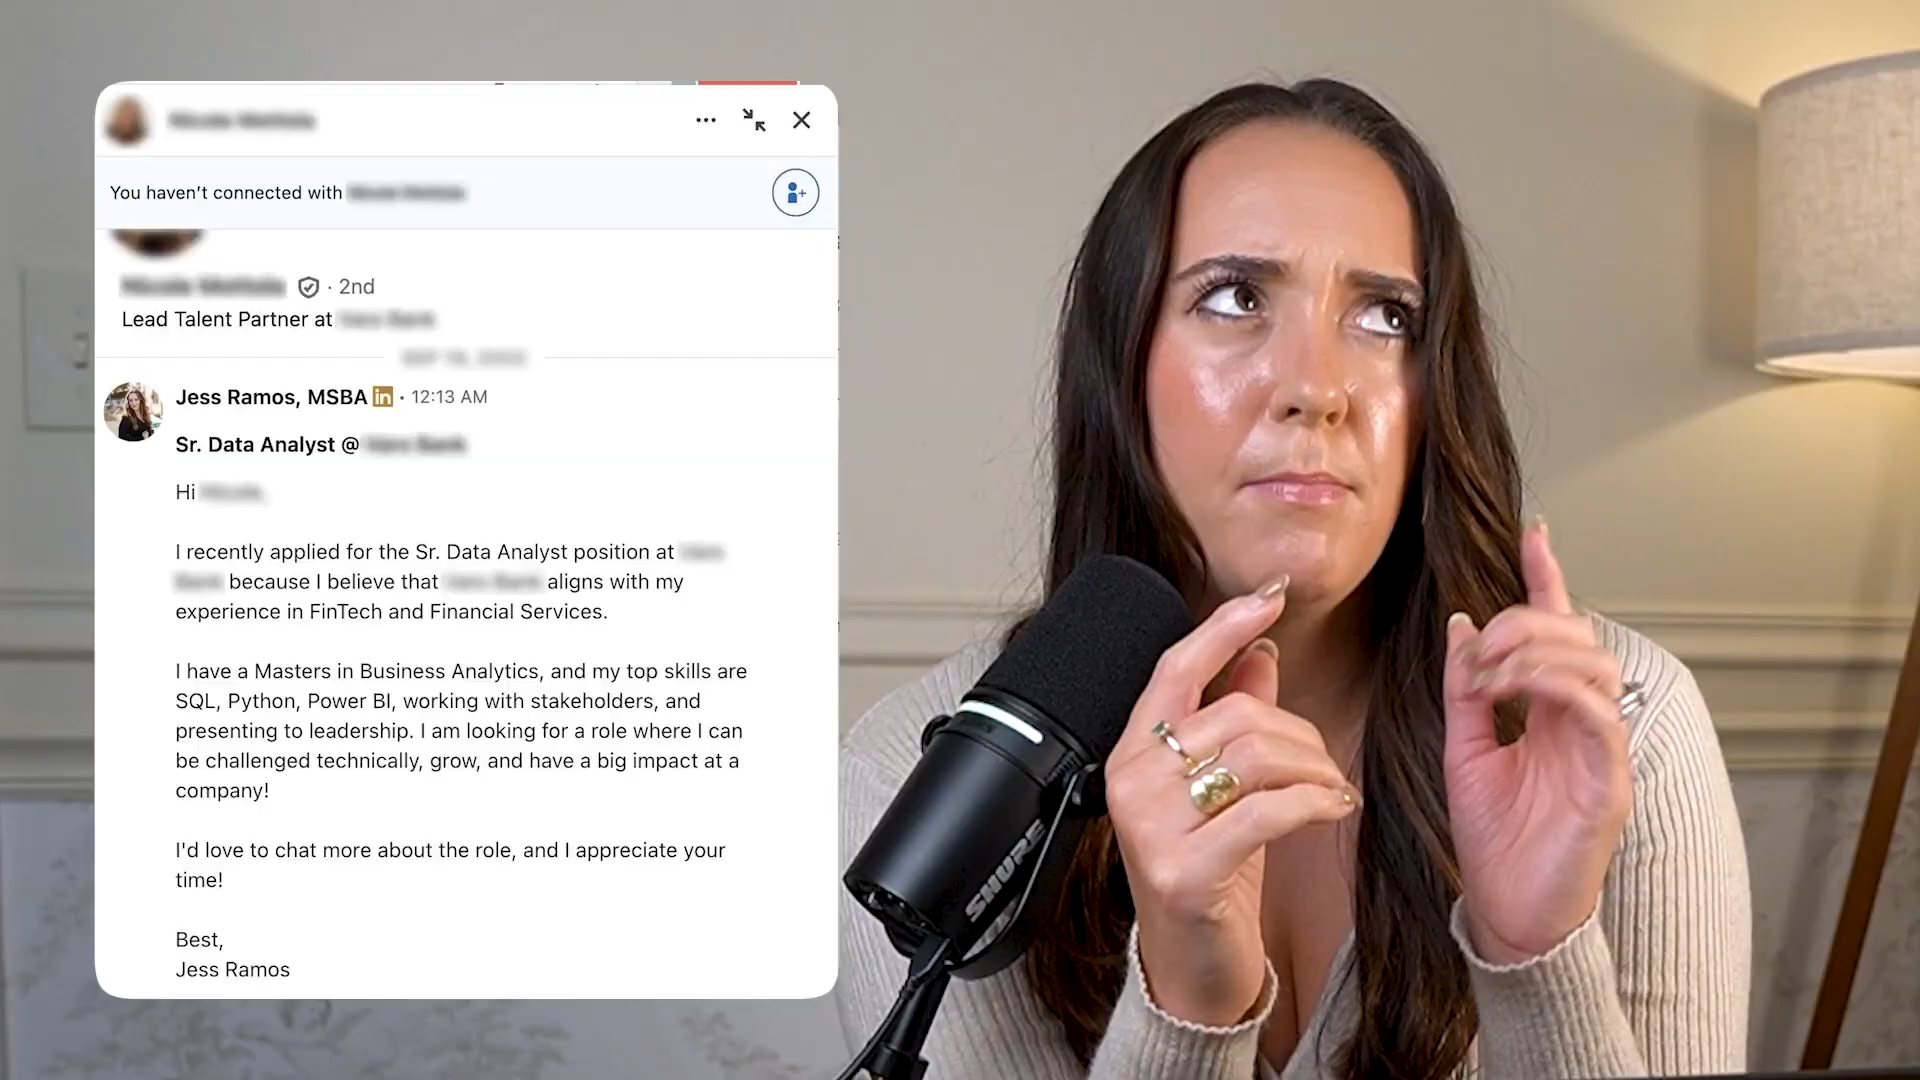 You haven't connected with
· 2nd
Lead Talent Partner at
Jess Ramos, MSBA in · 12:13 AM
Sr. Data Analyst @
Hi
I recently applied for the Sr. Data Analyst position at
because I believe that aligns with my
experience in FinTech and Financial Services.
I have a Masters in Business Analytics, and my top skills are
SQL, Python, Power BI, working with stakeholders, and
presenting to leadership. I am looking for a role where I can
be challenged technically, grow, and have a big impact at a
company!
I'd love to chat more about the role, and I appreciate your
time!
Best,
Jess Ramos
SHURE